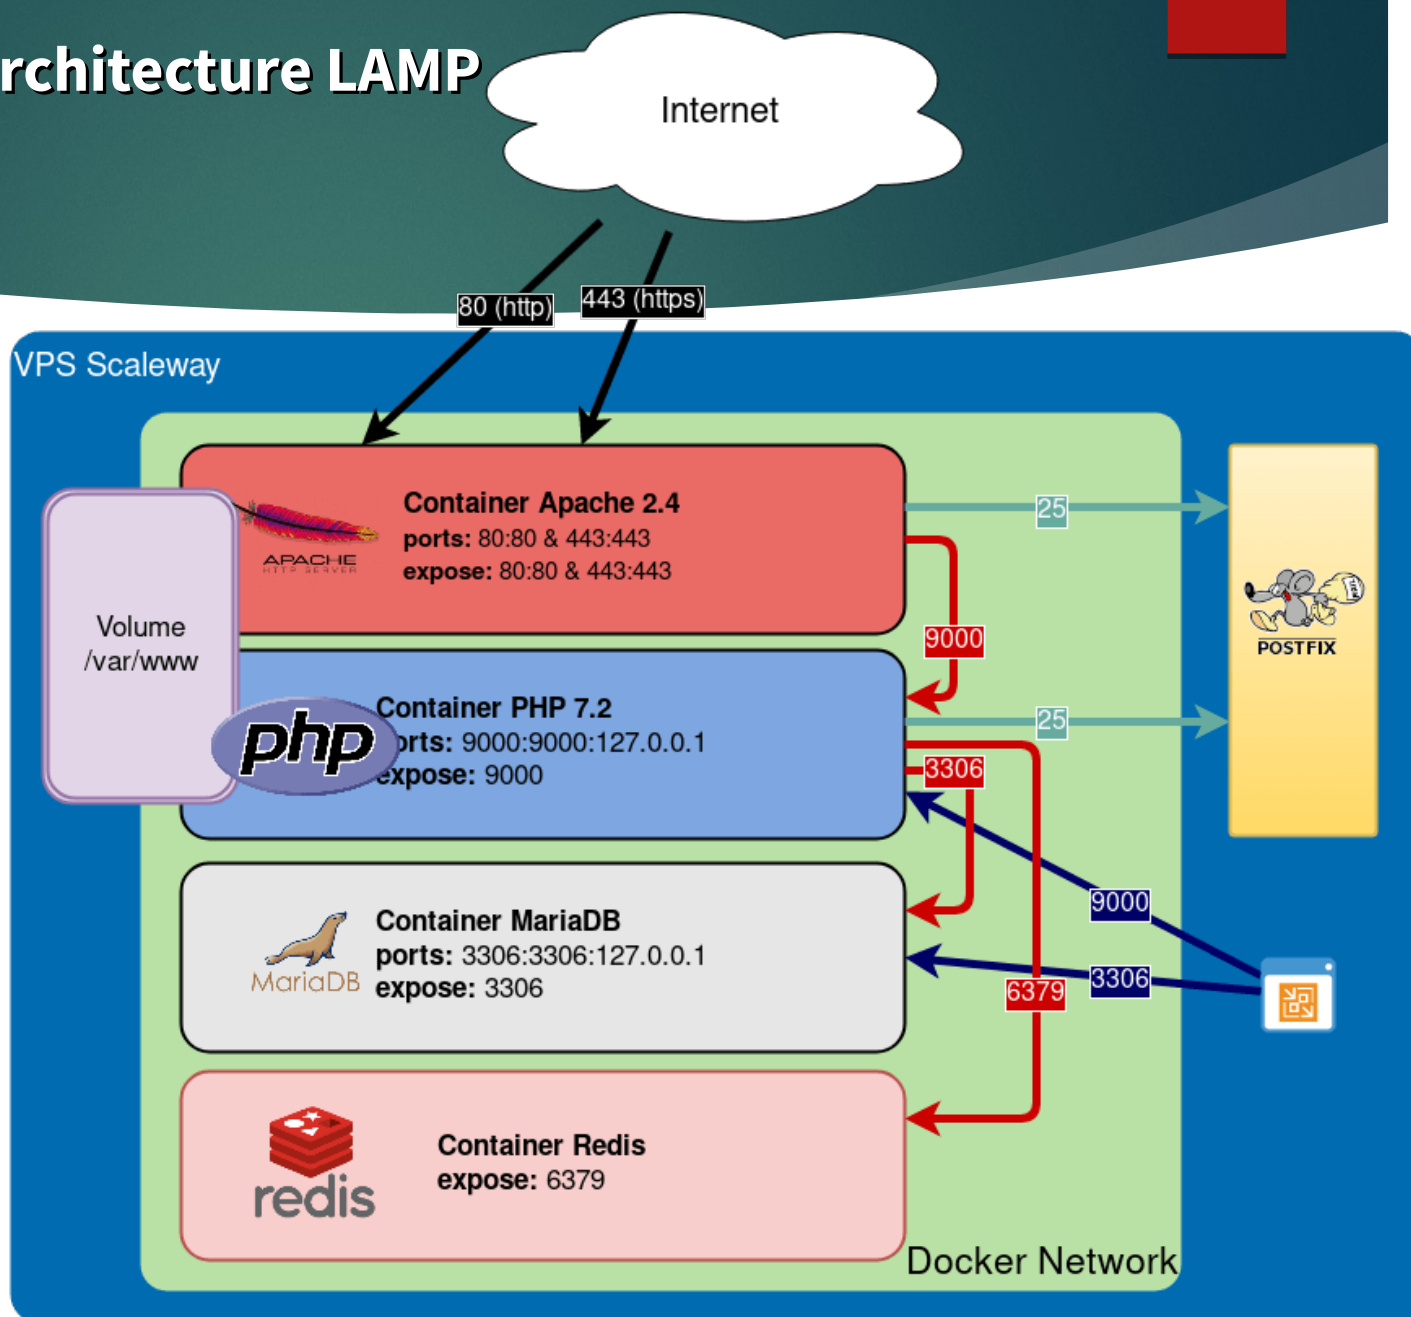 rchitecture LAMP
Internet
80 (http)
443 (https)
VPS Scaleway
Container Apache 2.4
ports: 80:80 & 443:443
expose: 80:80 & 443:443
APACHE
HTTP SERVER
25
Volume
/var/www
9000
POSTFIX
Container PHP 7.2
orts: 9000:9000:127.0.0.1
expose: 9000
php
25
3306
9000
Container MariaDB
ports: 3306:3306:127.0.0.1
expose: 3306
MariaDB
3306
6379
Container Redis
expose: 6379
redis
Docker Network